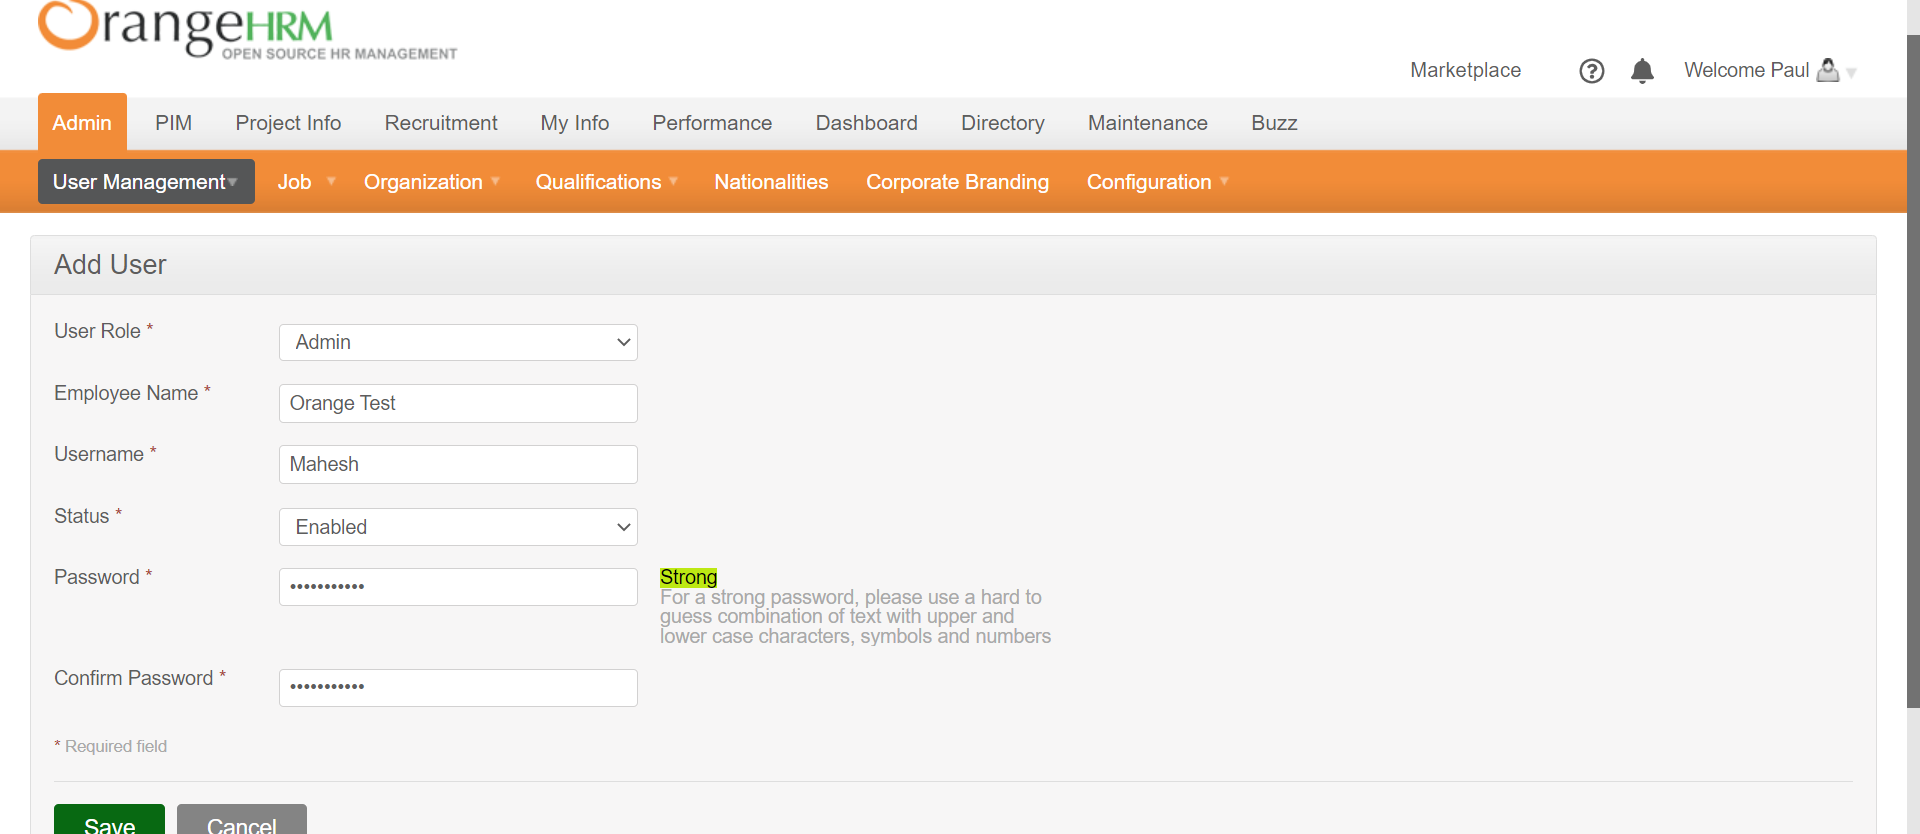 OrangeHRM
OPEN SOURCE HR MANAGEMENT
Marketplace
Welcome Paul
Admin PIM Project Info Recruitment My Info Performance Dashboard Directory Maintenance Buzz
User Management Job Organization Qualifications Nationalities Corporate Branding Configuration
Add User
User Role * Admin
Employee Name * Orange Test
Username * Mahesh
Status * Enabled
Password * ••••••••••• Strong
For a strong password, please use a hard to
guess combination of text with upper and
lower case characters, symbols and numbers
Confirm Password * •••••••••••
* Required field
Save Cancel